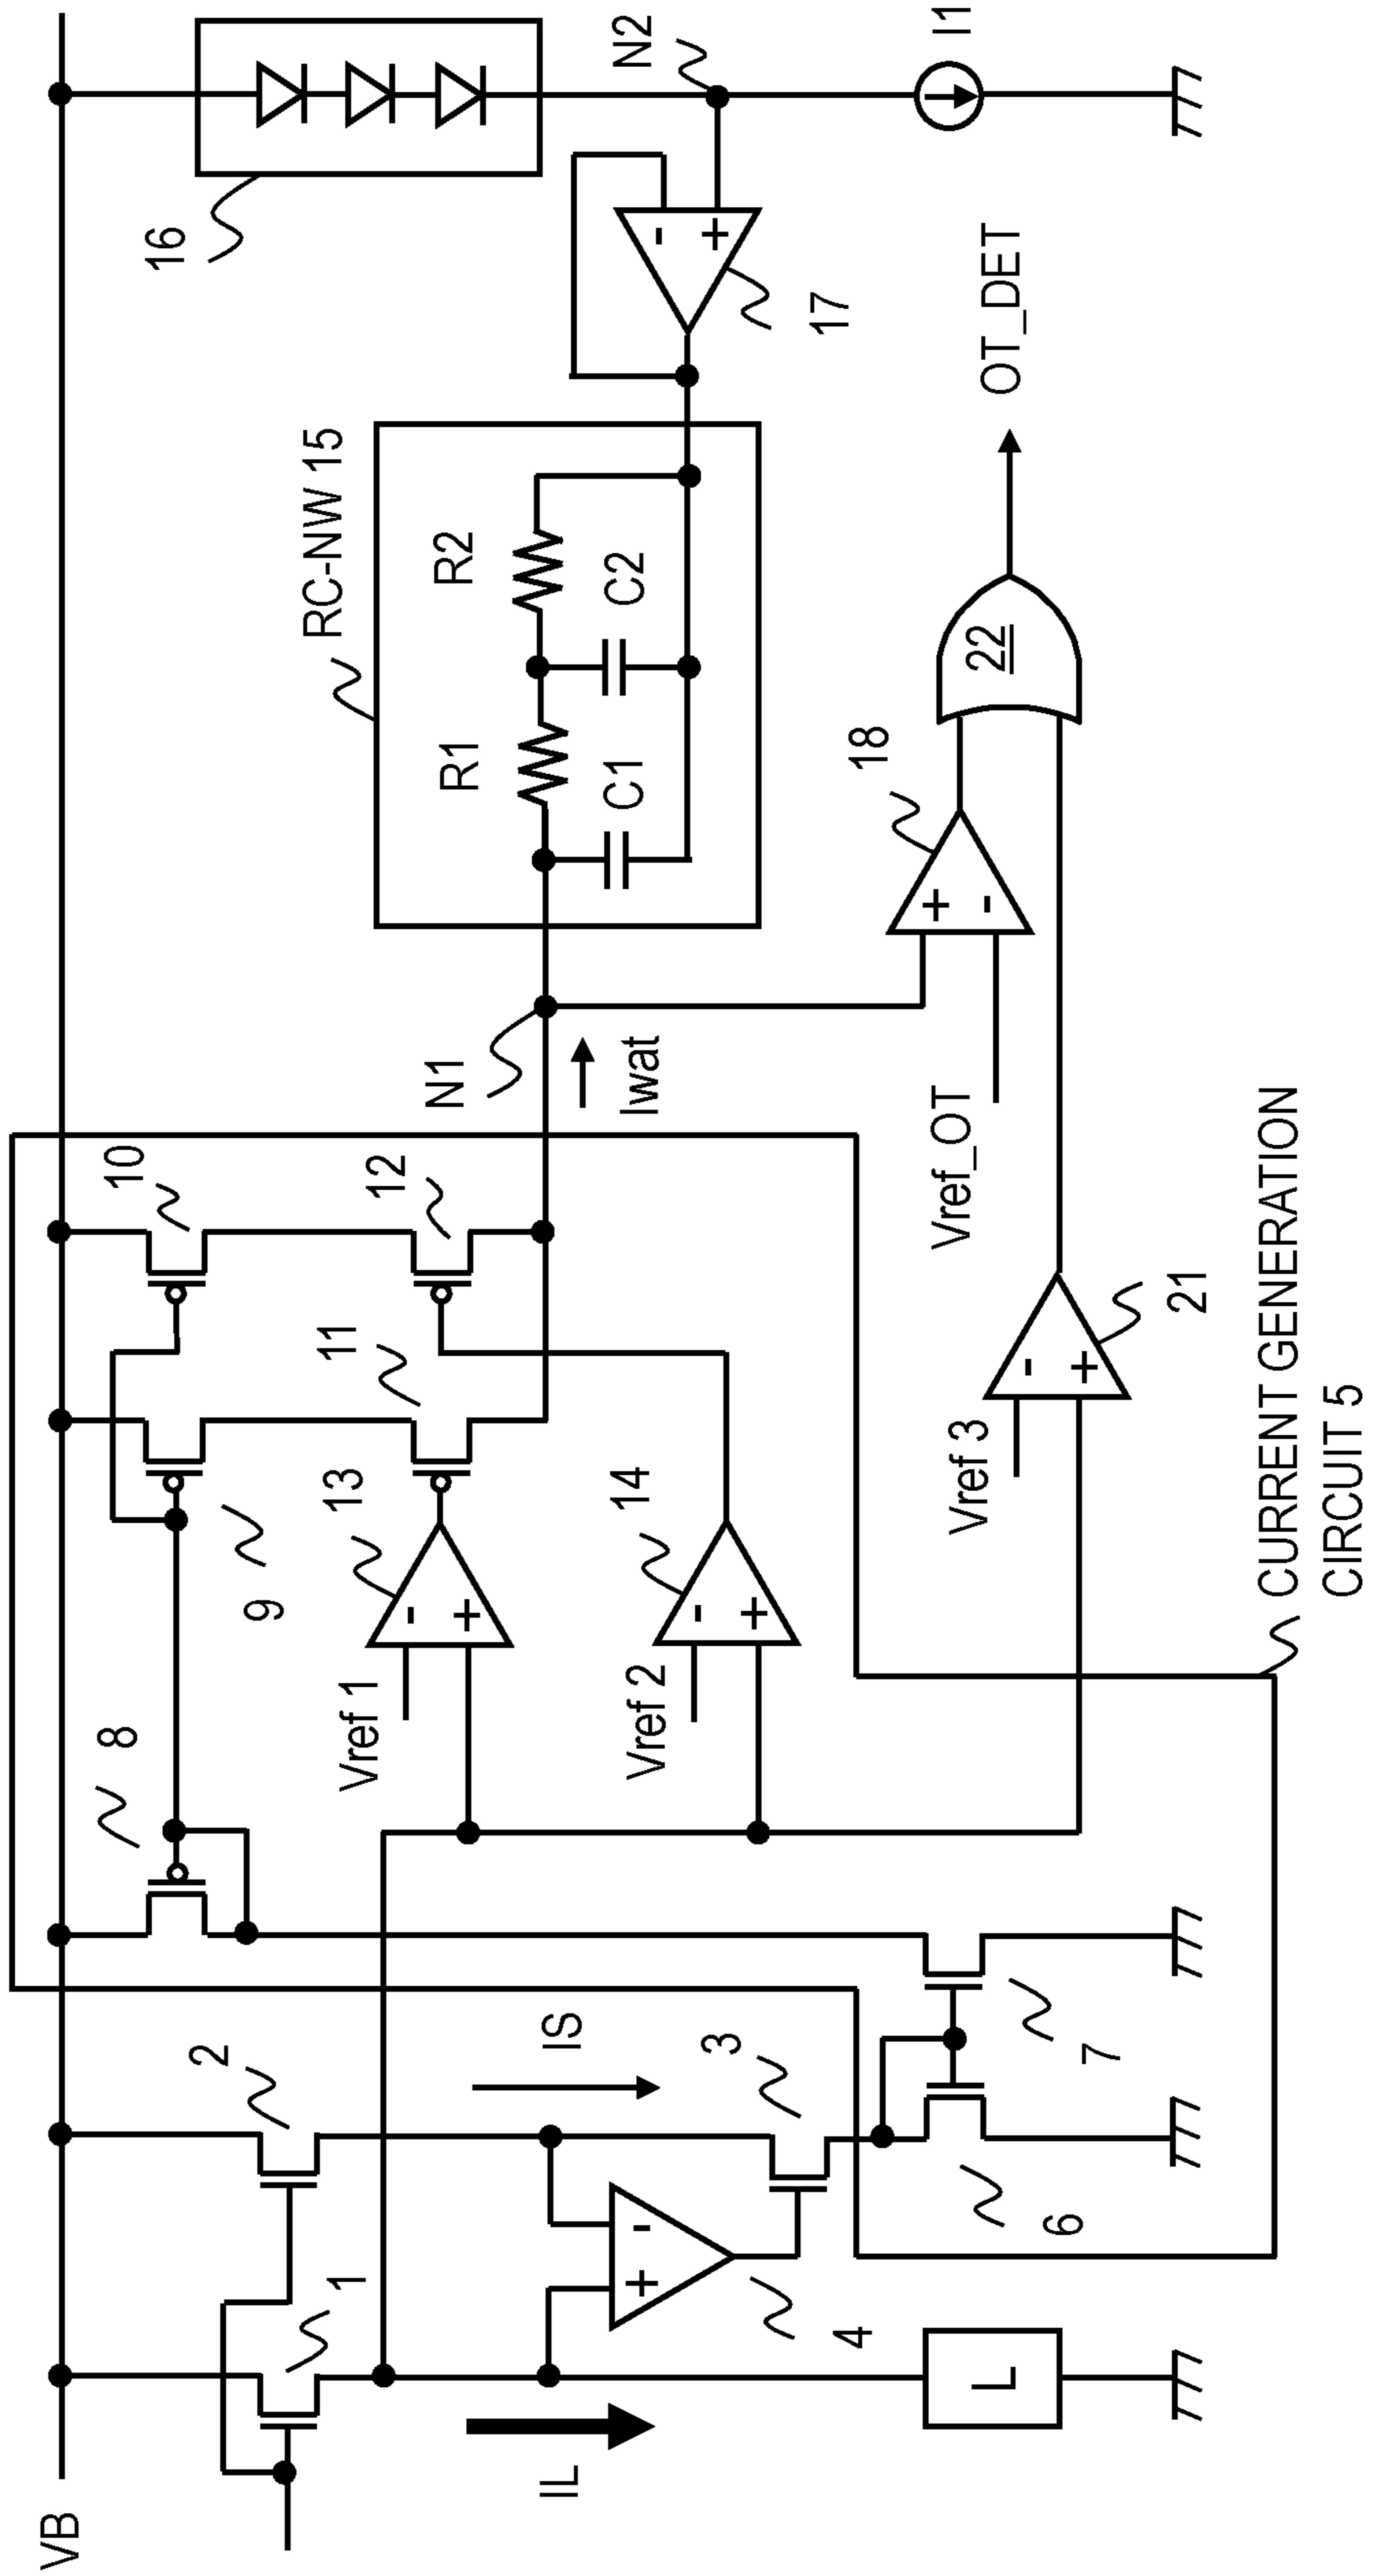 VB
1
IL
2
IS
4
L
3
6
7
8
9
10
11
12
13
14
-
+
-
+
-
+
-
+
Vref 1
Vref 2
Vref 3
21
CURRENT GENERATION
CIRCUIT 5
N1
Iwat
Vref_OT
+
-
18
22
OT_DET
RC-NW 15
R1
R2
C1
C2
16
-
+
17
N2
I1